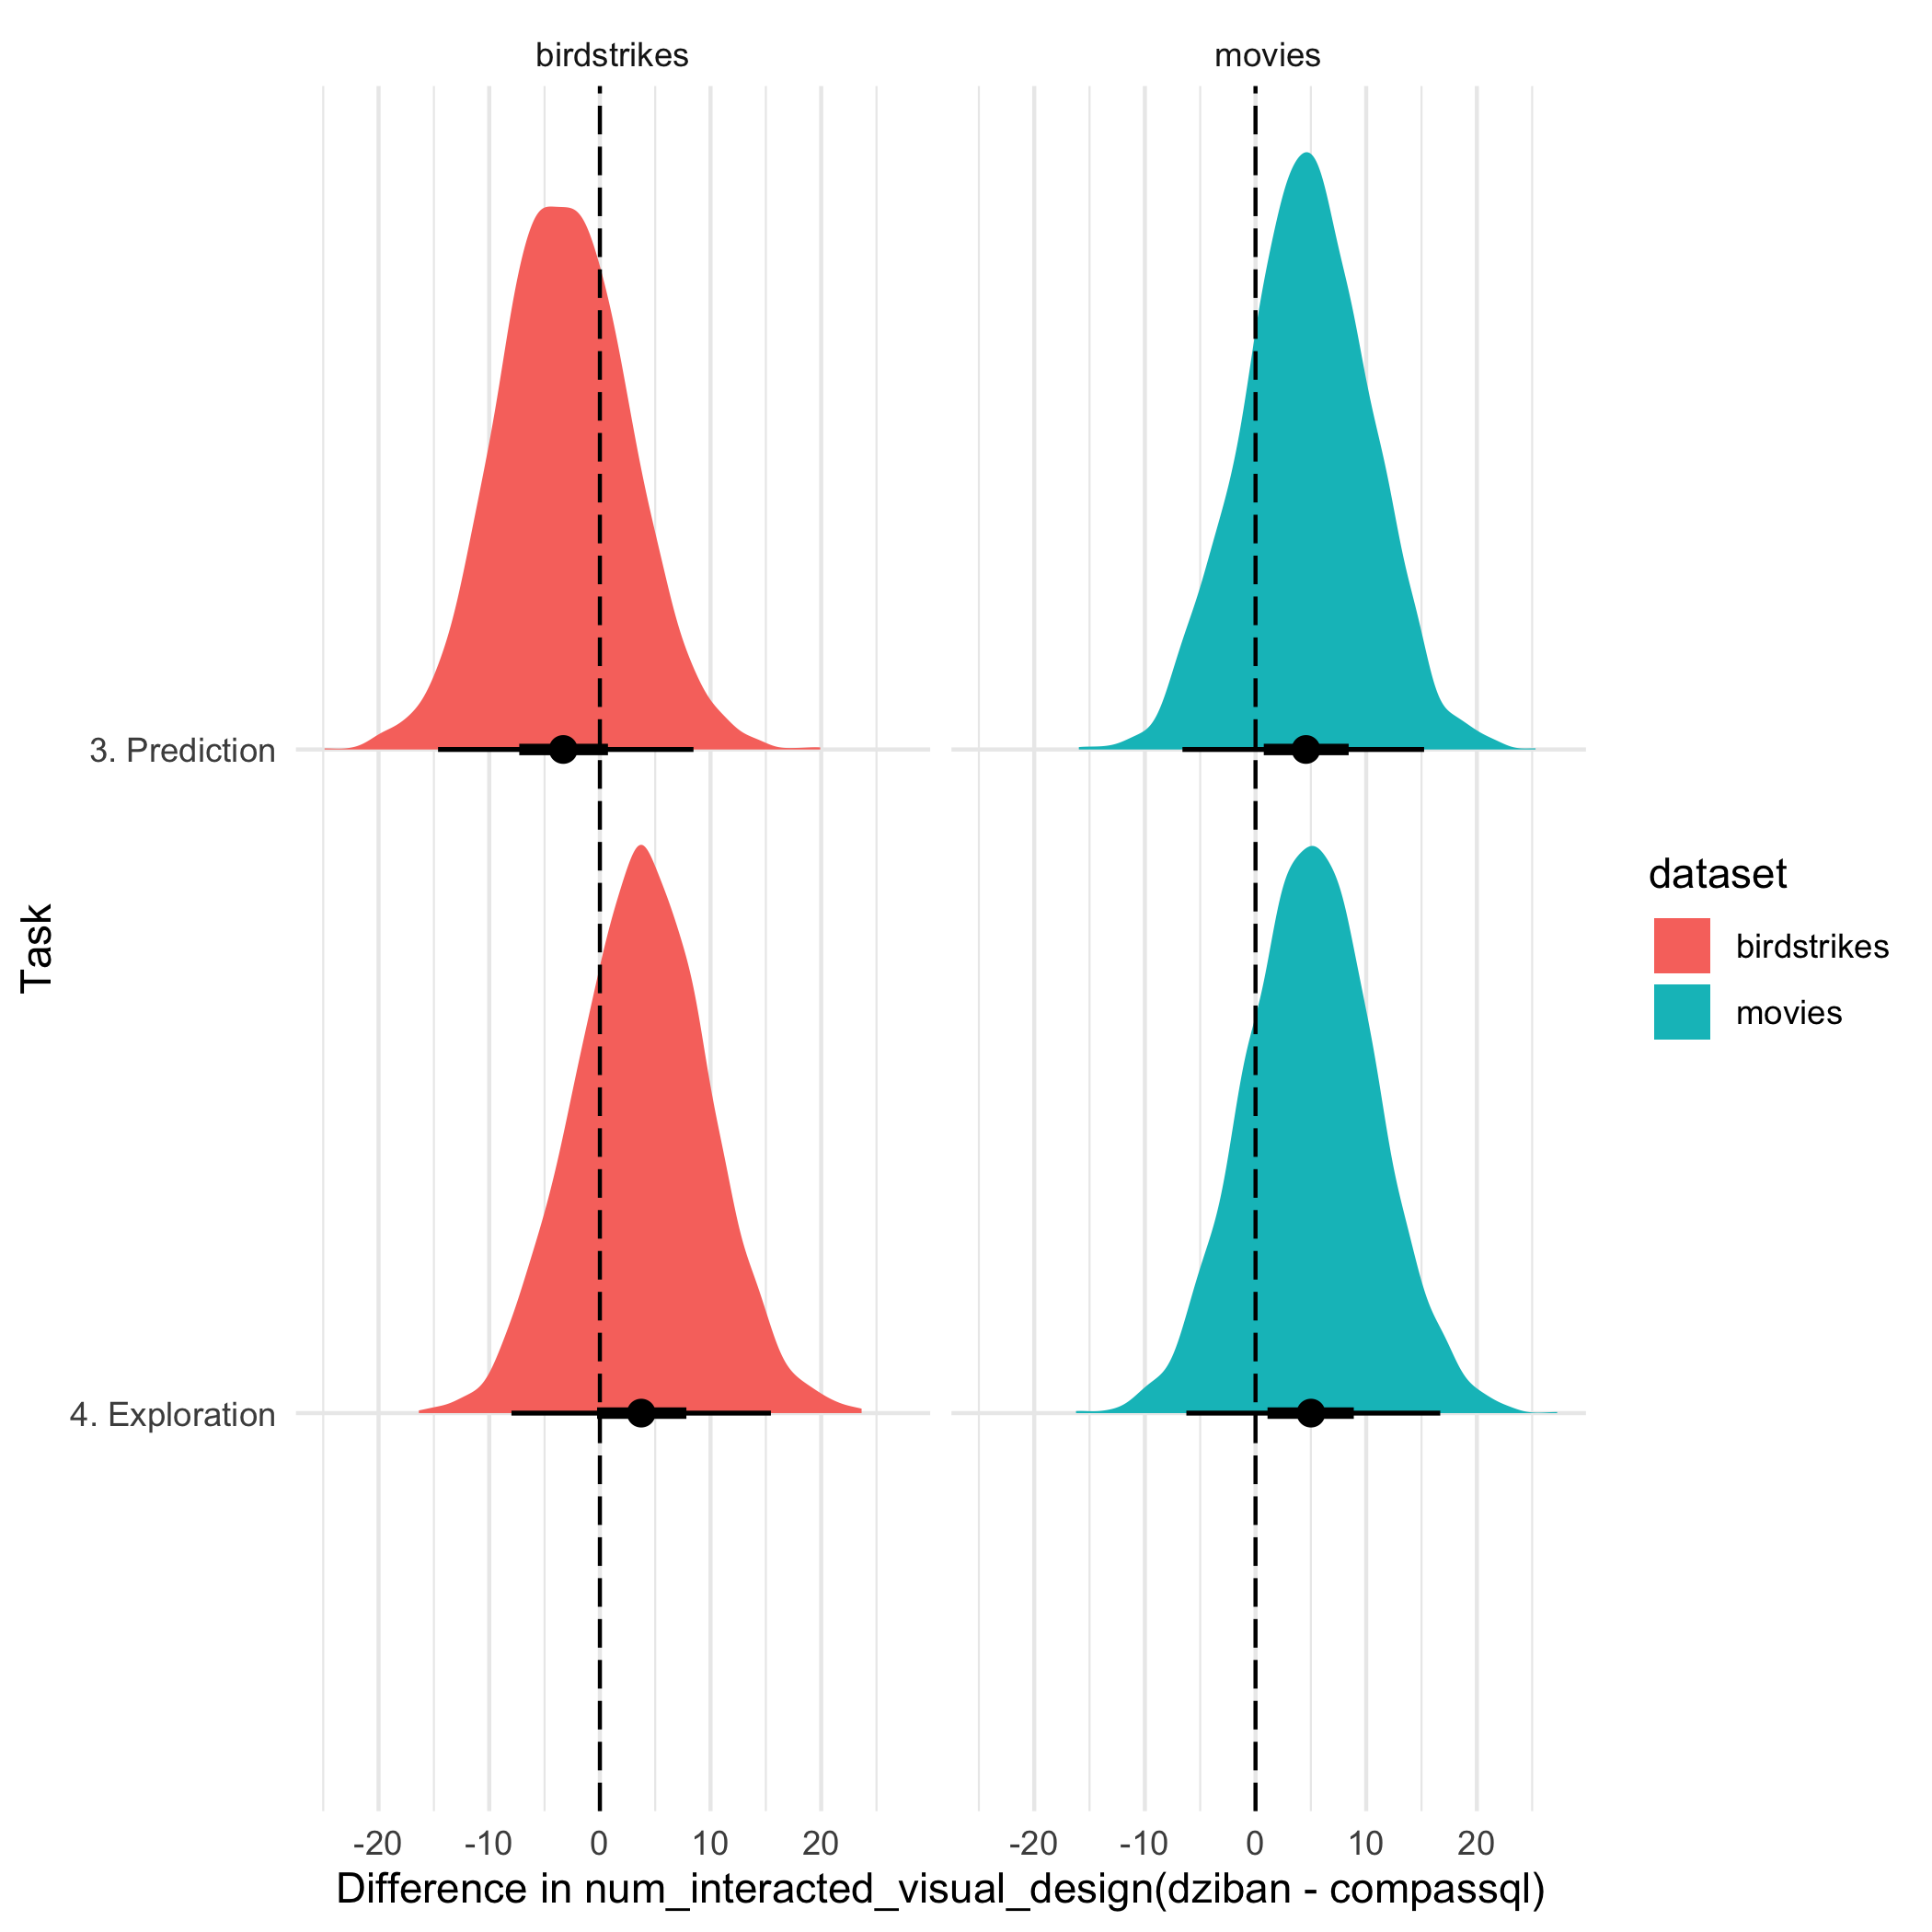 birdstrikes
movies
Task
3. Prediction
4. Exploration
-20 -10 0 10 20
-20 -10 0 10 20
Difference in num_interacted_visual_design(dziban - compassql)
dataset
birdstrikes
movies